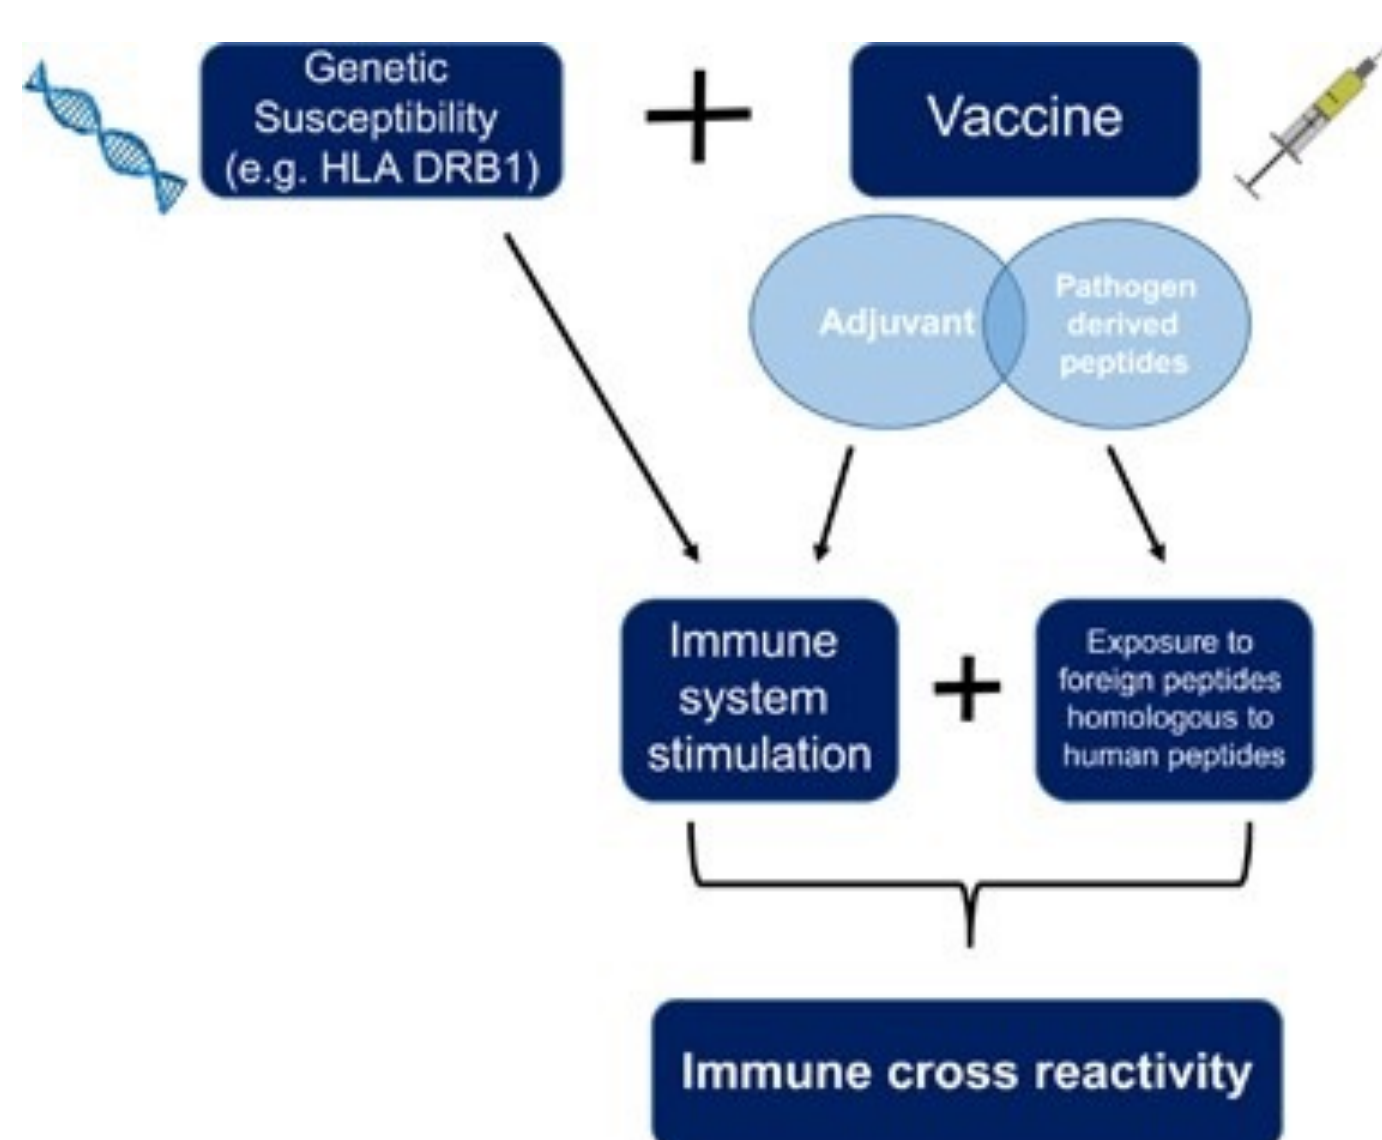 Genetic
Susceptibility
(e.g. HLA DRB1)
+
Vaccine
Adjuvant
Pathogen
derived
peptides
Immune
system
stimulation
+
Exposure to
foreign peptides
homologous to
human peptides
Immune cross reactivity